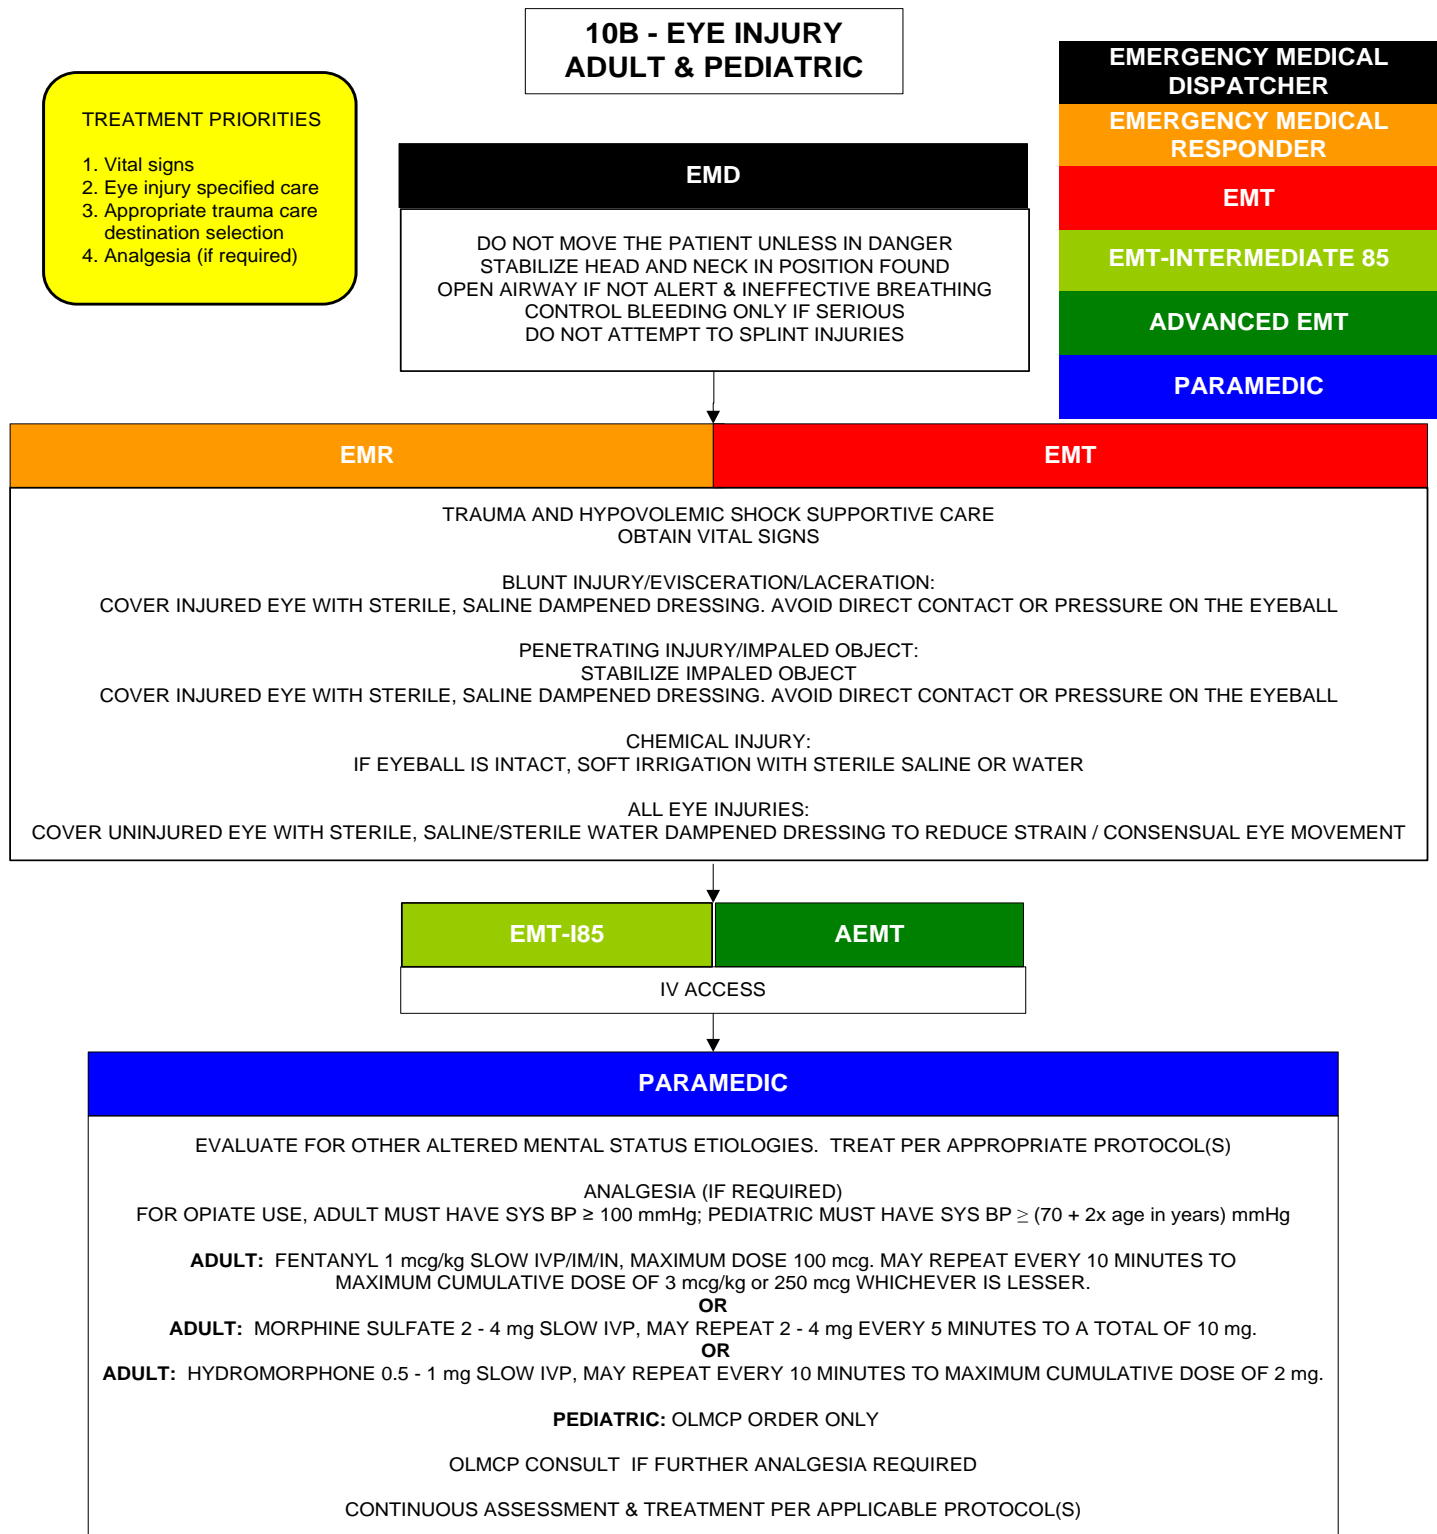 10B - EYE INJURY
ADULT & PEDIATRIC
TREATMENT PRIORITIES
1. Vital signs
2. Eye injury specified care
3. Appropriate trauma care
destination selection
4. Analgesia (if required)
EMERGENCY MEDICAL
DISPATCHER
EMERGENCY MEDICAL
RESPONDER
EMT
EMT-INTERMEDIATE 85
ADVANCED EMT
PARAMEDIC
EMD
DO NOT MOVE THE PATIENT UNLESS IN DANGER
STABILIZE HEAD AND NECK IN POSITION FOUND
OPEN AIRWAY IF NOT ALERT & INEFFECTIVE BREATHING
CONTROL BLEEDING ONLY IF SERIOUS
DO NOT ATTEMPT TO SPLINT INJURIES
EMR
EMT
TRAUMA AND HYPOVOLEMIC SHOCK SUPPORTIVE CARE
OBTAIN VITAL SIGNS
BLUNT INJURY/EVISCERATION/LACERATION:
COVER INJURED EYE WITH STERILE, SALINE DAMPENED DRESSING. AVOID DIRECT CONTACT OR PRESSURE ON THE EYEBALL
PENETRATING INJURY/IMPALED OBJECT:
STABILIZE IMPALED OBJECT
COVER INJURED EYE WITH STERILE, SALINE DAMPENED DRESSING. AVOID DIRECT CONTACT OR PRESSURE ON THE EYEBALL
CHEMICAL INJURY:
IF EYEBALL IS INTACT, SOFT IRRIGATION WITH STERILE SALINE OR WATER
ALL EYE INJURIES:
COVER UNINJURED EYE WITH STERILE, SALINE/STERILE WATER DAMPENED DRESSING TO REDUCE STRAIN / CONSENSUAL EYE MOVEMENT
EMT-I85
AEMT
IV ACCESS
PARAMEDIC
EVALUATE FOR OTHER ALTERED MENTAL STATUS ETIOLOGIES.  TREAT PER APPROPRIATE PROTOCOL(S)
ANALGESIA (IF REQUIRED)
FOR OPIATE USE, ADULT MUST HAVE SYS BP ≥ 100 mmHg; PEDIATRIC MUST HAVE SYS BP ≥ (70 + 2x age in years) mmHg
ADULT:  FENTANYL 1 mcg/kg SLOW IVP/IM/IN, MAXIMUM DOSE 100 mcg. MAY REPEAT EVERY 10 MINUTES TO
MAXIMUM CUMULATIVE DOSE OF 3 mcg/kg or 250 mcg WHICHEVER IS LESSER.
OR
ADULT:  MORPHINE SULFATE 2 - 4 mg SLOW IVP, MAY REPEAT 2 - 4 mg EVERY 5 MINUTES TO A TOTAL OF 10 mg.
OR
ADULT:  HYDROMORPHONE 0.5 - 1 mg SLOW IVP, MAY REPEAT EVERY 10 MINUTES TO MAXIMUM CUMULATIVE DOSE OF 2 mg.
PEDIATRIC: OLMCP ORDER ONLY
OLMCP CONSULT  IF FURTHER ANALGESIA REQUIRED
CONTINUOUS ASSESSMENT & TREATMENT PER APPLICABLE PROTOCOL(S)